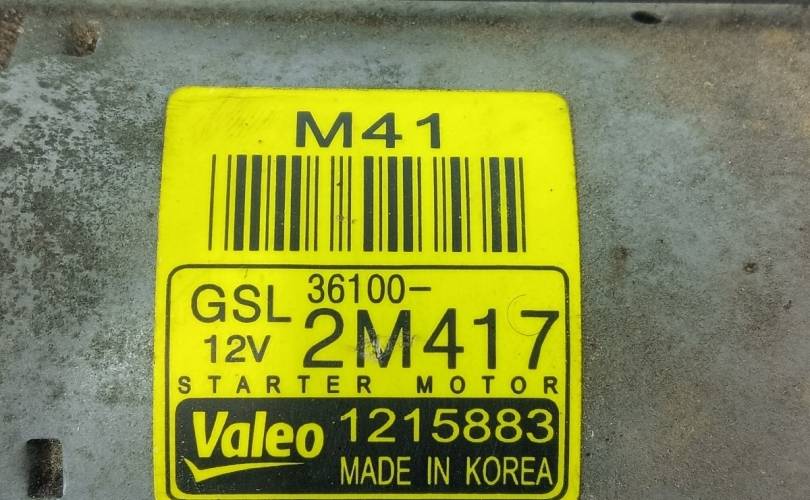 M41
GSL 36100-
12V 2M417
STARTER MOTOR
Valeo 1215883
MADE IN KOREA